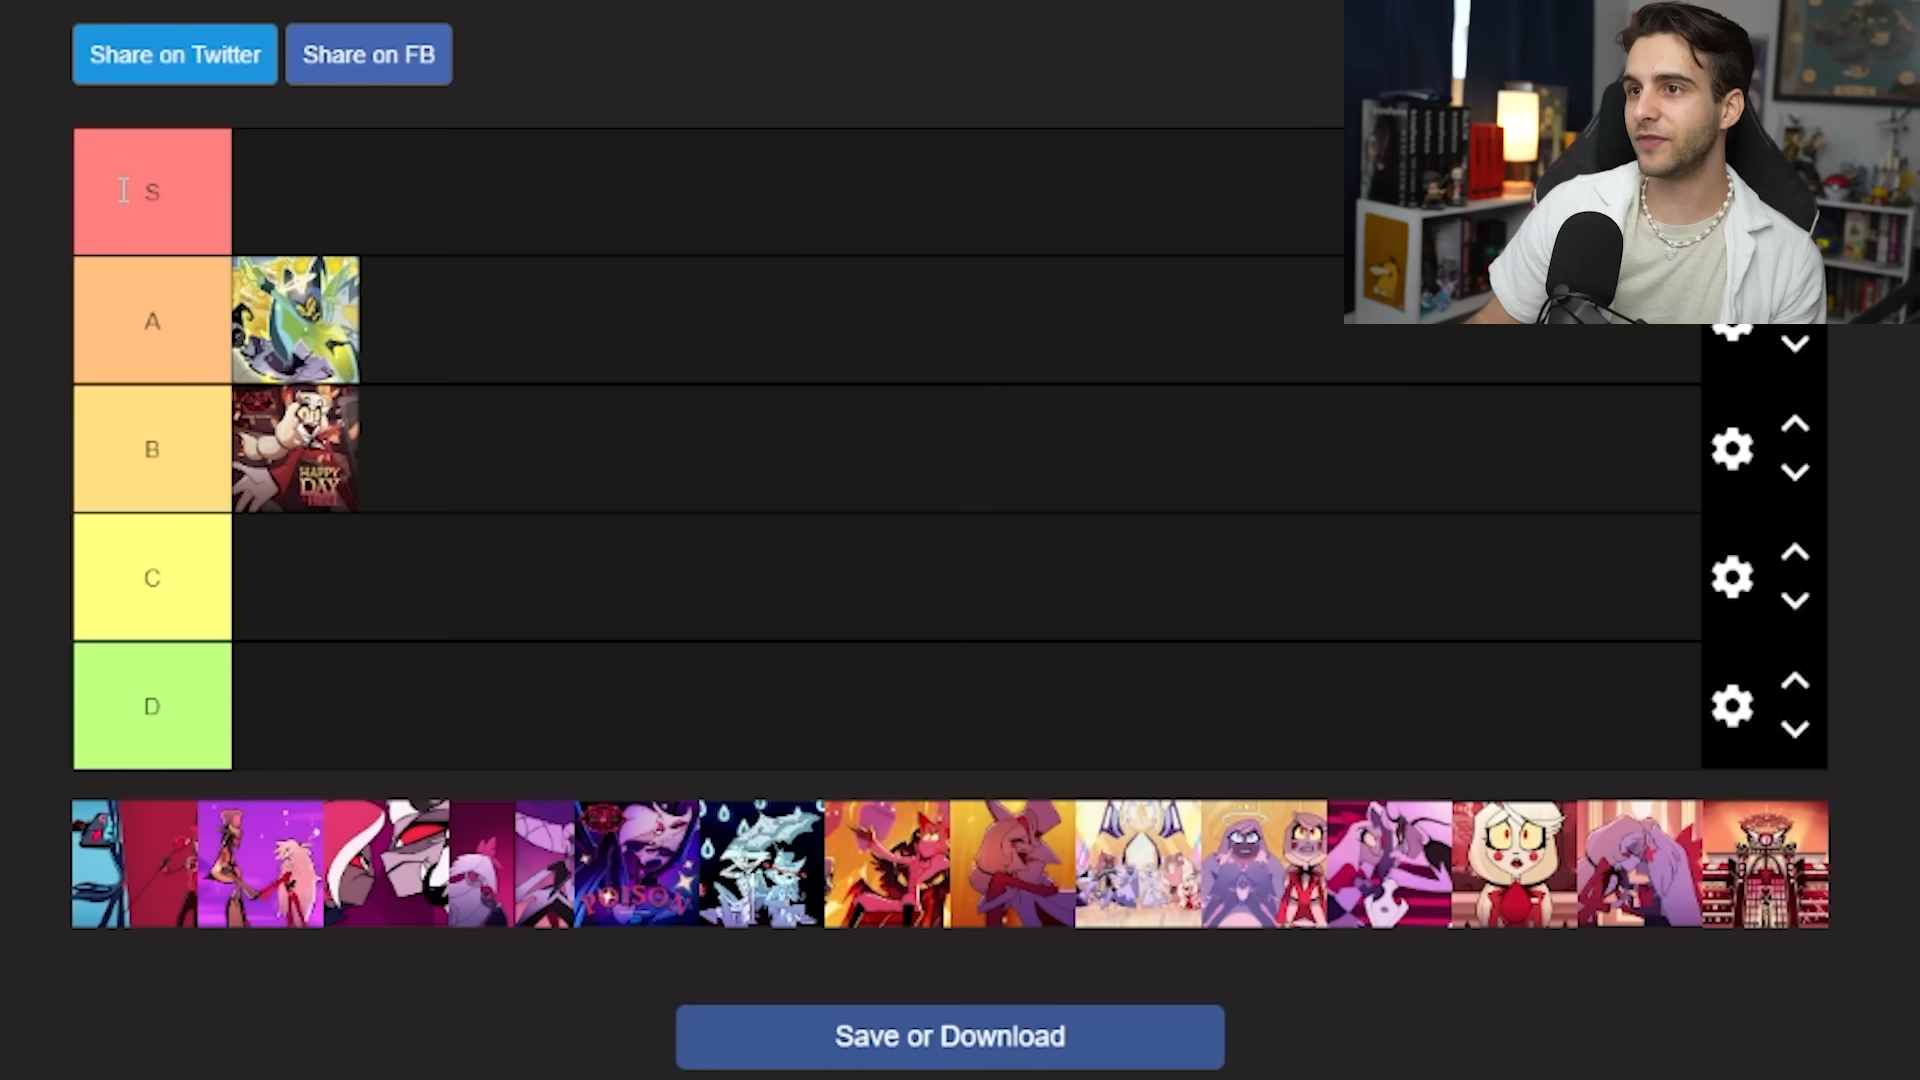 Share on Twitter
Share on FB
S
A
B
HAPPY
DAY
C
D
POISON
Save or Download